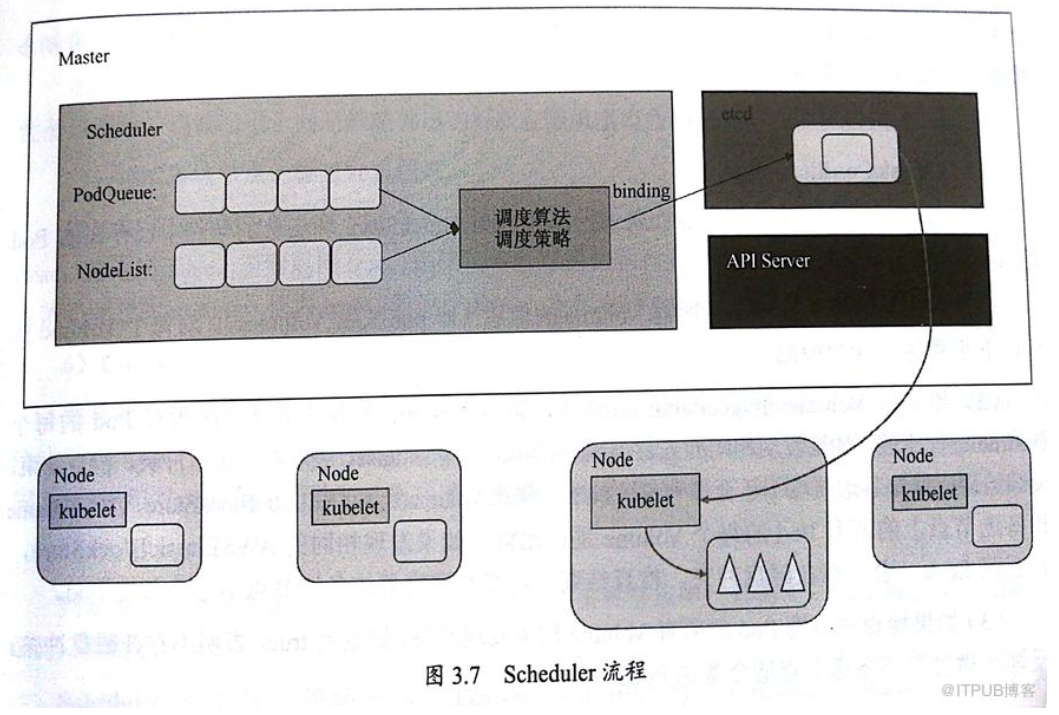 Master
Scheduler
PodQueue:
NodeList:
调度算法
调度策略
binding
etcd
API Server
Node
kubelet
Node
kubelet
Node
kubelet
Node
kubelet
图 3.7 Scheduler 流程
@ITPUB博客